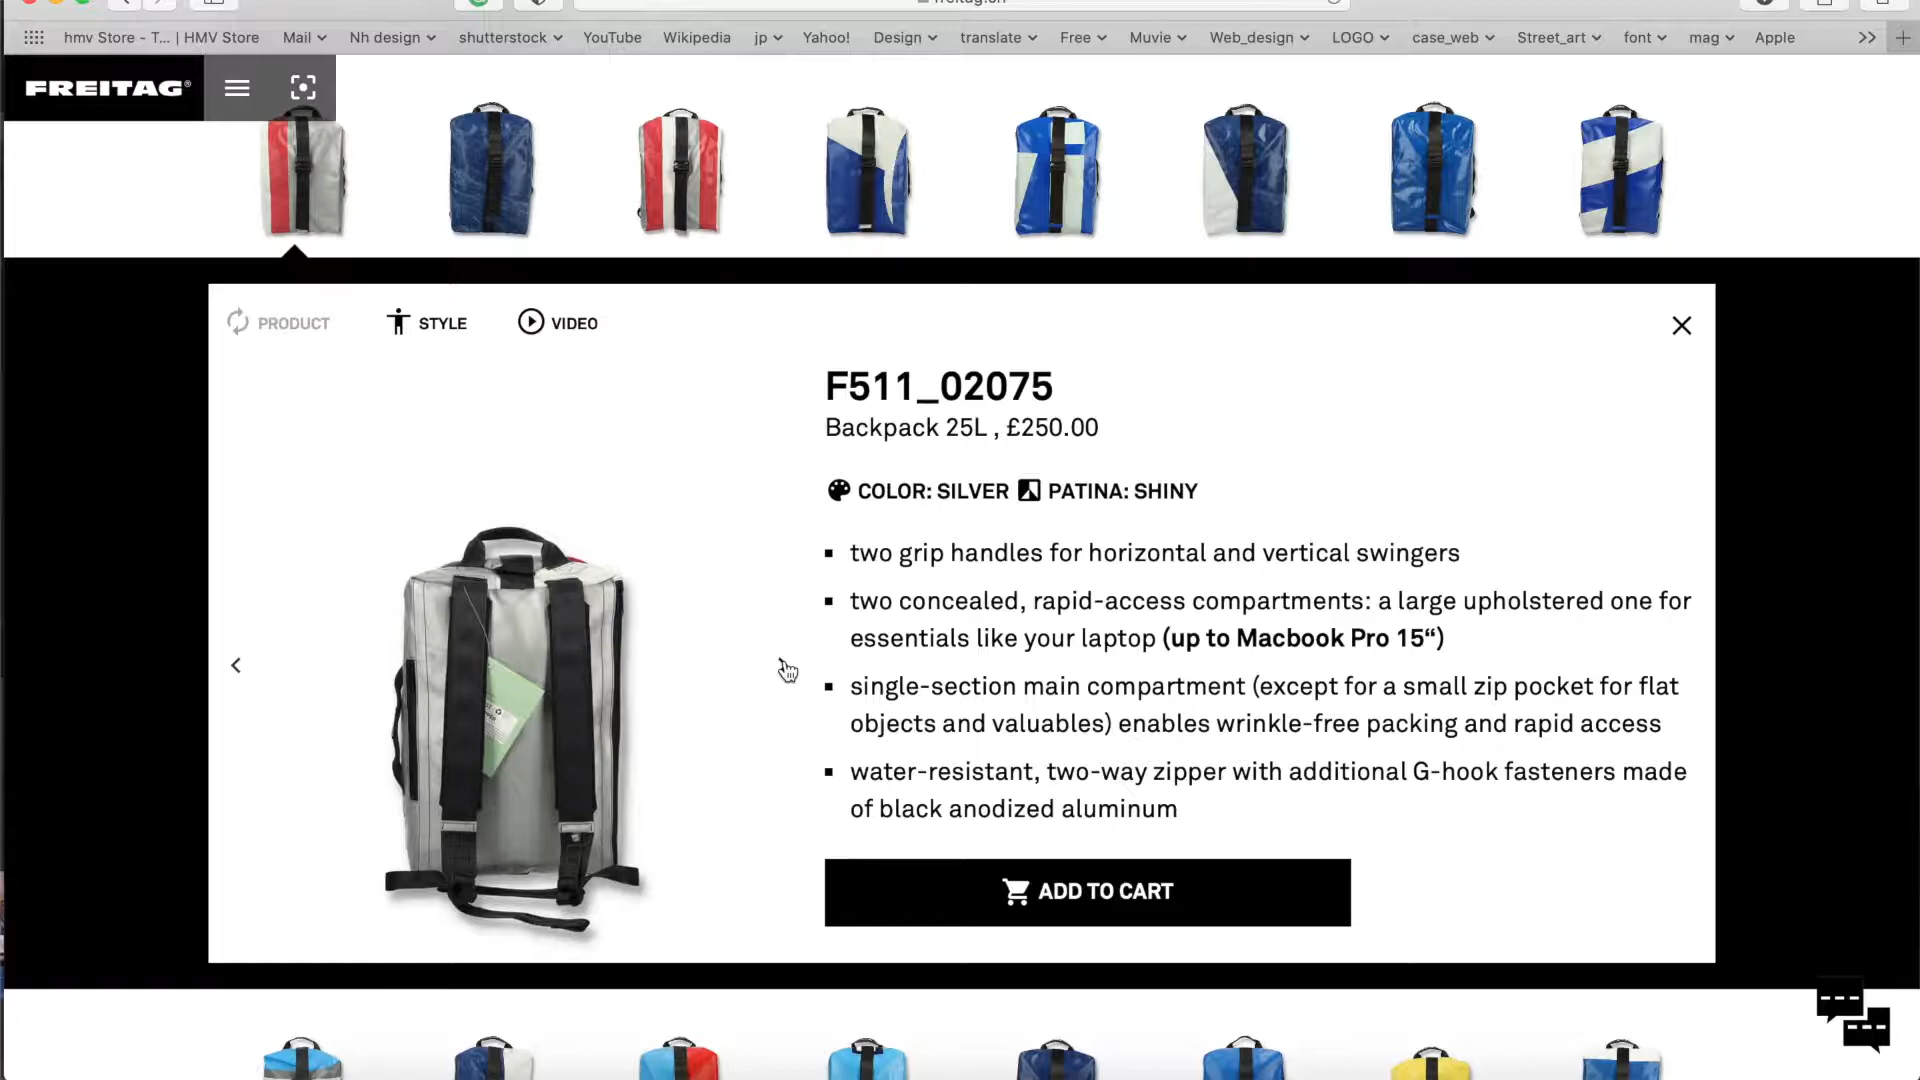 hmv Store - T... | HMV Store Mail Nh design shutterstock YouTube Wikipedia jp Yahoo! Design translate Free Muvie Web_design LOGO case_web Street_art font mag Apple
FREITAG®
PRODUCT STYLE VIDEO
F511_02075
Backpack 25L , £250.00
COLOR: SILVER PATINA: SHINY
two grip handles for horizontal and vertical swingers
two concealed, rapid-access compartments: a large upholstered one for
essentials like your laptop (up to Macbook Pro 15“)
single-section main compartment (except for a small zip pocket for flat
objects and valuables) enables wrinkle-free packing and rapid access
water-resistant, two-way zipper with additional G-hook fasteners made
of black anodized aluminum
ADD TO CART